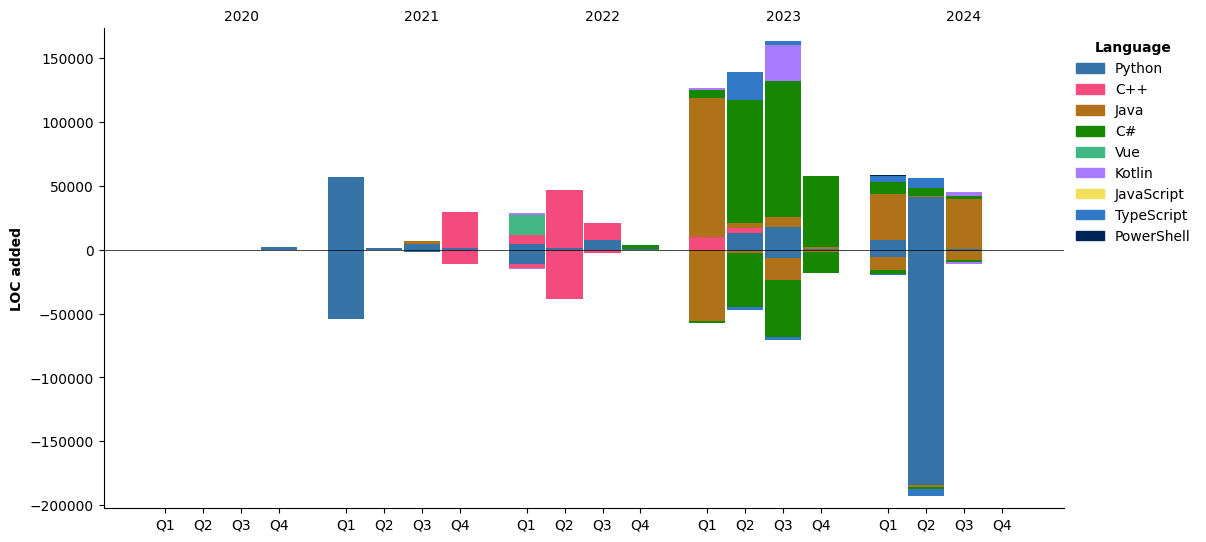 2020 2021 2022 2023 2024
Language
Python
C++
Java
C#
Vue
Kotlin
JavaScript
TypeScript
PowerShell
LOC added
150000
100000
50000
0
−50000
−100000
−150000
−200000
Q1 Q2 Q3 Q4 Q1 Q2 Q3 Q4 Q1 Q2 Q3 Q4 Q1 Q2 Q3 Q4 Q1 Q2 Q3 Q4